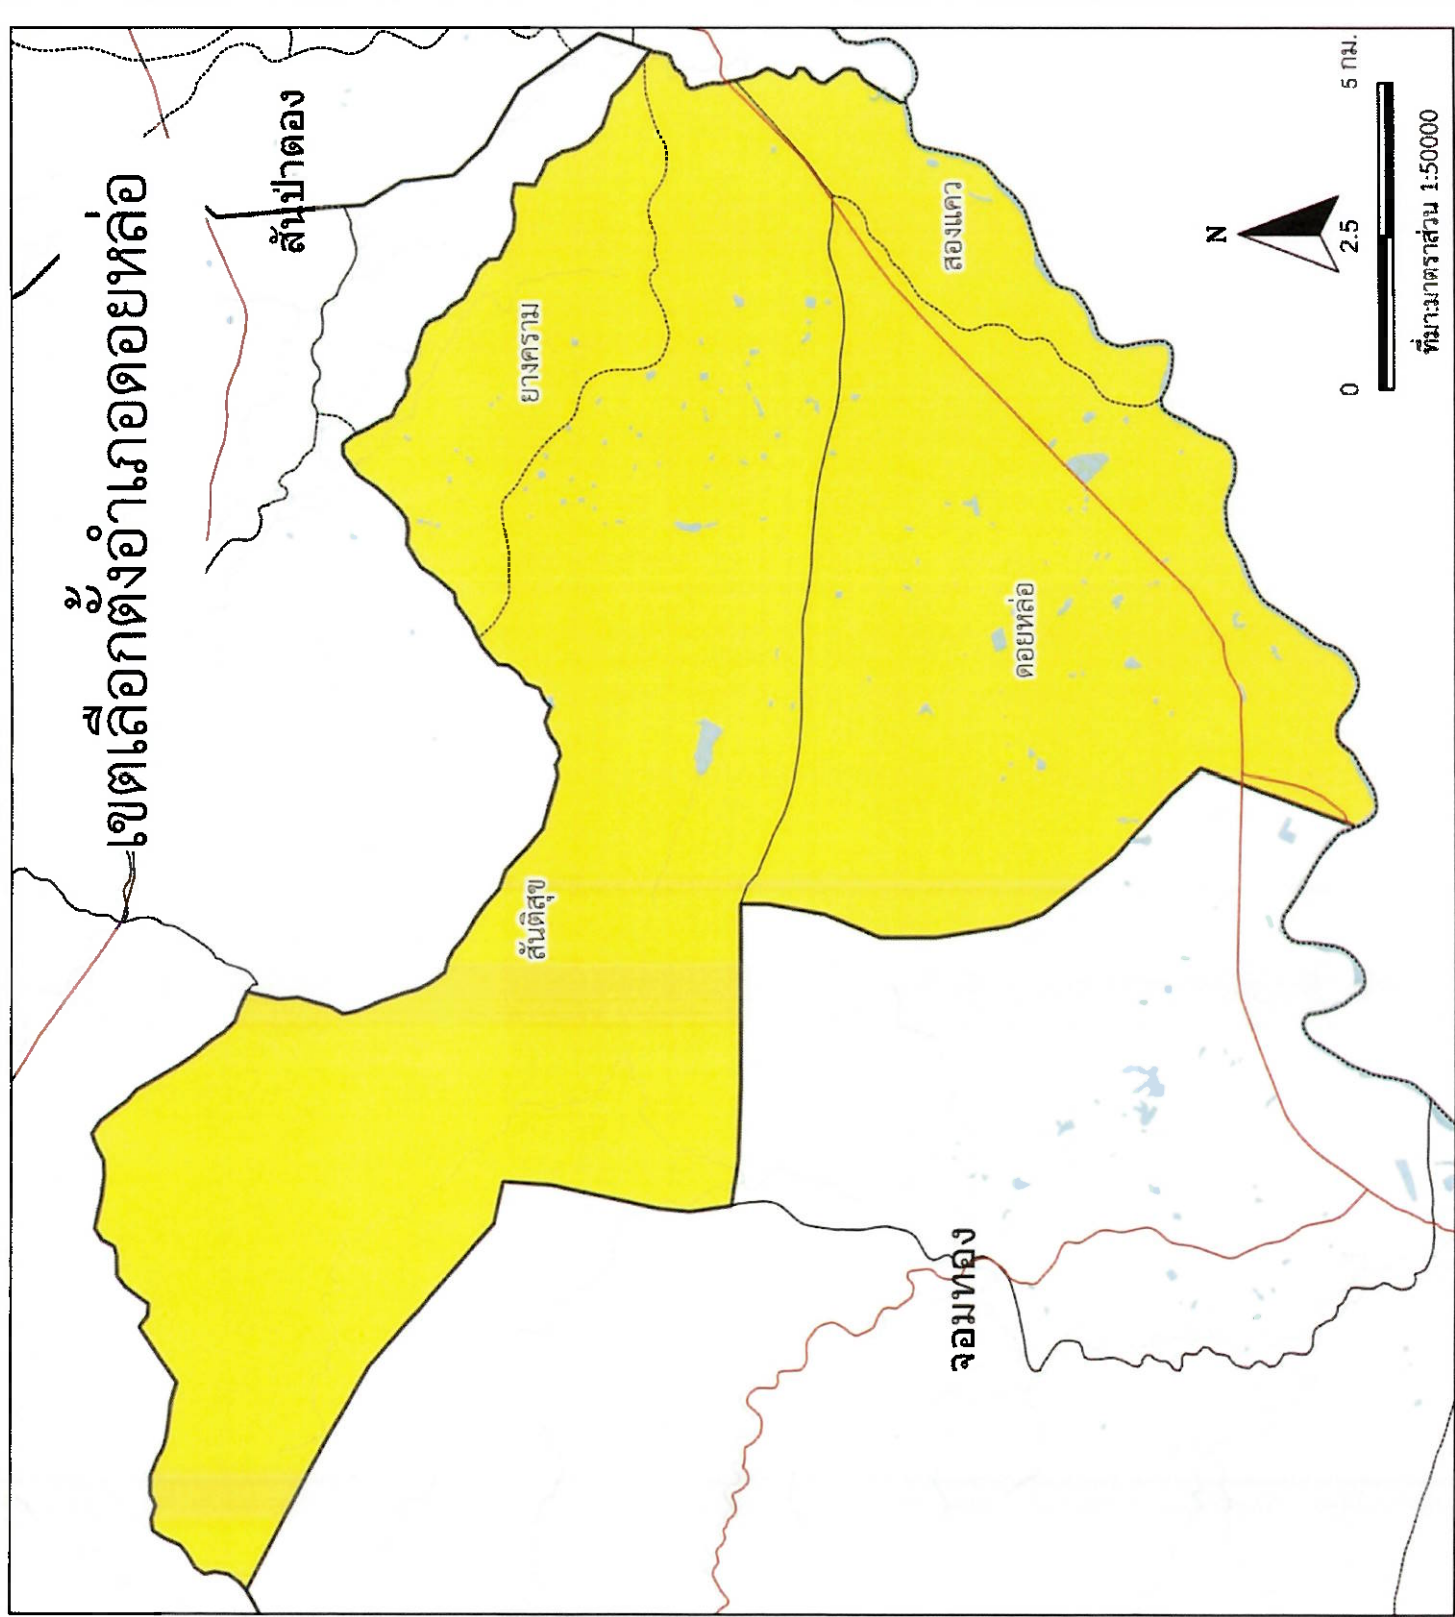 เขตเลือกตั้งอำเภอดอยหล่อ
สันป่าตอง
ยางคราม
สองแคว
สันติสุข
ดอยหล่อ
จอมทอง
N
0 2.5 5 กม.
ที่มา:มาตราส่วน 1:50000